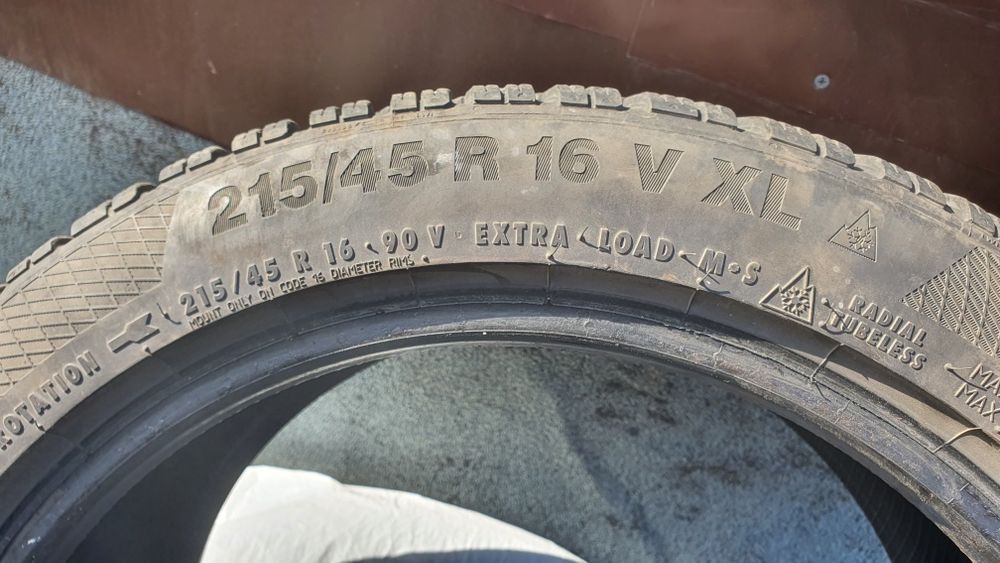 215/45 R 16 V XL
215/45 R 16 90 V EXTRA LOAD M•S
MOUNT ONLY ON CODE 16 DIAMETER RIMS
RADIAL
TUBELESS
ROTATION
MAX